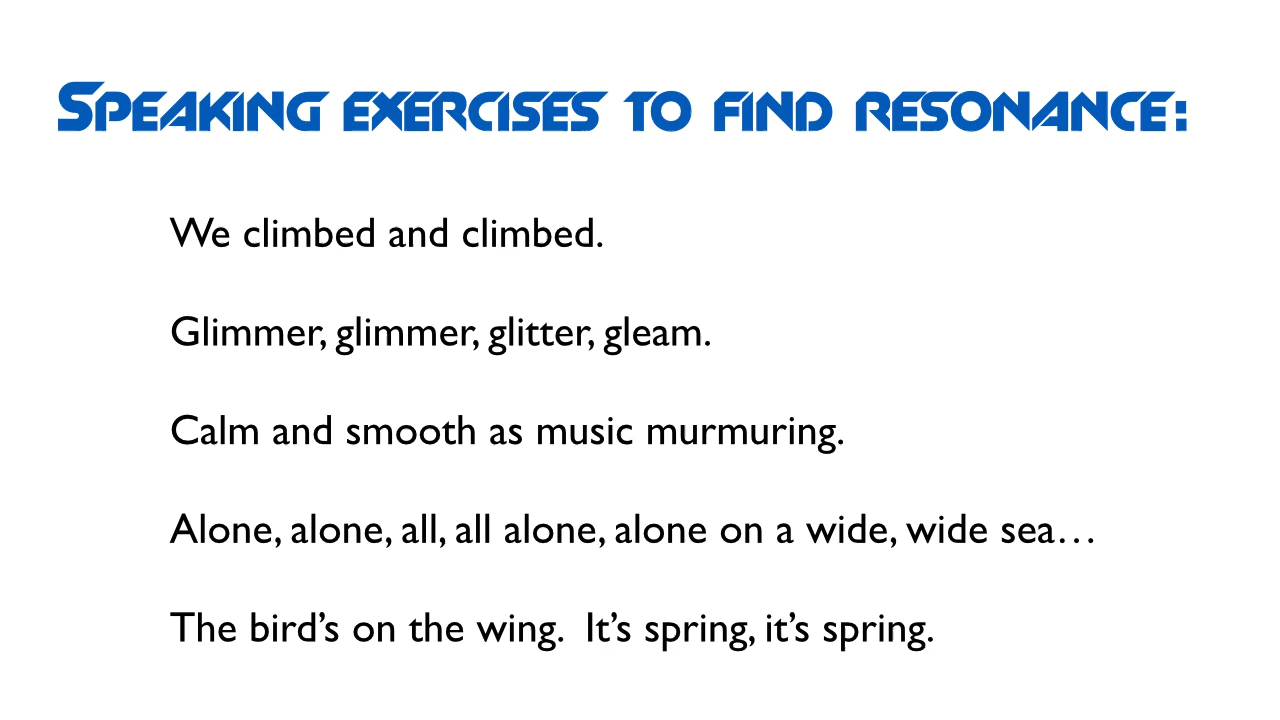 Speaking exercises to find resonance:
We climbed and climbed.
Glimmer, glimmer, glitter, gleam.
Calm and smooth as music murmuring.
Alone, alone, all, all alone, alone on a wide, wide sea…
The bird’s on the wing.  It’s spring, it’s spring.